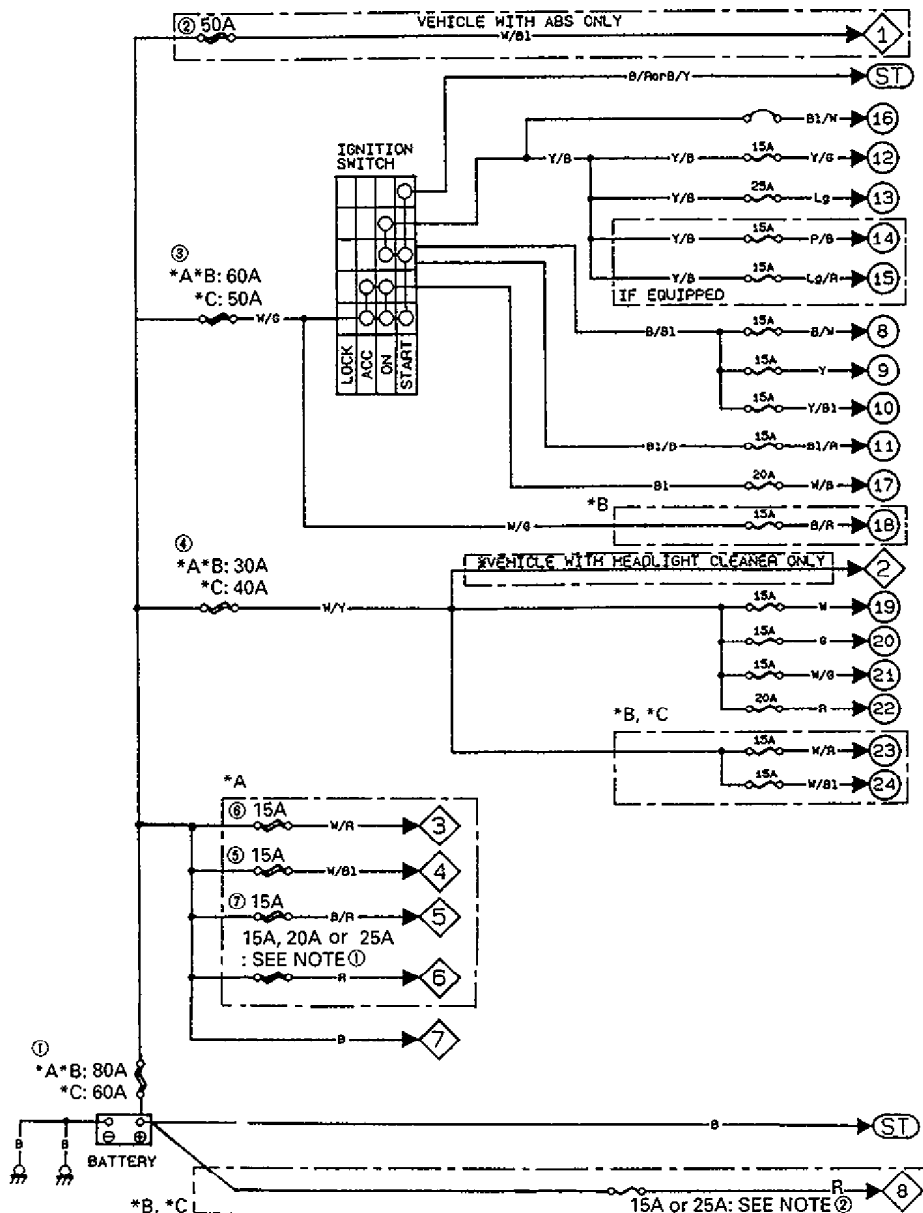 ② 50A
VEHICLE WITH ABS ONLY
W/Bl
1
B/RorB/Y
ST
Bl/W
16
IGNITION
SWITCH
Y/B
Y/B
15A
Y/G
12
Y/B
25A
Lg
13
Y/B
15A
P/B
14
Y/B
15A
Lg/R
15
IF EQUIPPED
③
*A*B: 60A
*C: 50A
W/G
LOCK
ACC
ON
START
B/Bl
15A
B/W
8
15A
Y
9
15A
Y/Bl
10
Bl/B
15A
Bl/R
11
Bl
20A
W/B
17
*B
W/G
15A
B/R
18
④
*A*B: 30A
*C: 40A
W/Y
*VEHICLE WITH HEADLIGHT CLEANER ONLY
2
15A
W
19
15A
G
20
15A
W/G
21
20A
R
22
*B, *C
15A
W/R
23
15A
W/Bl
24
*A
⑥ 15A
W/R
3
⑤ 15A
W/Bl
4
⑦ 15A
B/R
5
15A, 20A or 25A
: SEE NOTE①
R
6
B
7
①
*A*B: 80A
*C: 60A
B
B
⊖ ⊕
BATTERY
B
ST
*B, *C
R
15A or 25A: SEE NOTE②
8